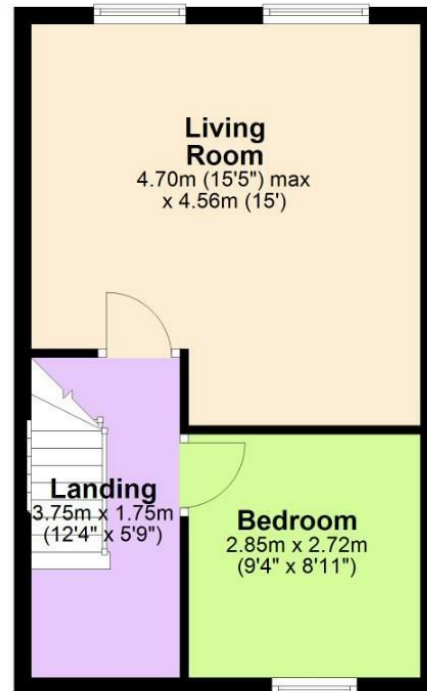 Living
Room
4.70m (15'5") max
x 4.56m (15')
Landing
3.75m x 1.75m
(12'4" x 5'9")
Bedroom
2.85m x 2.72m
(9'4" x 8'11")